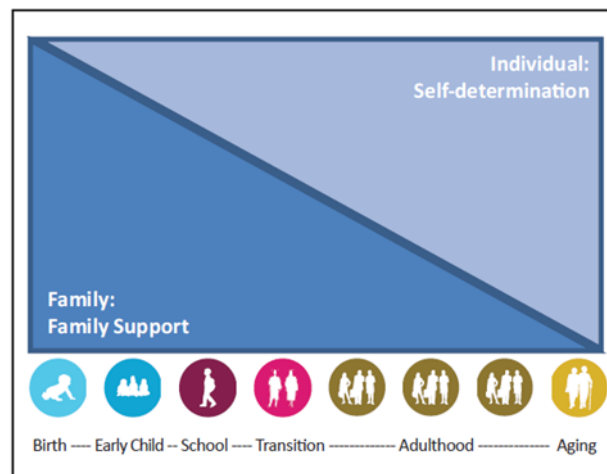 Individual:
Self-determination
Family:
Family Support
Birth ---- Early Child -- School ---- Transition ------------- Adulthood -------------- Aging